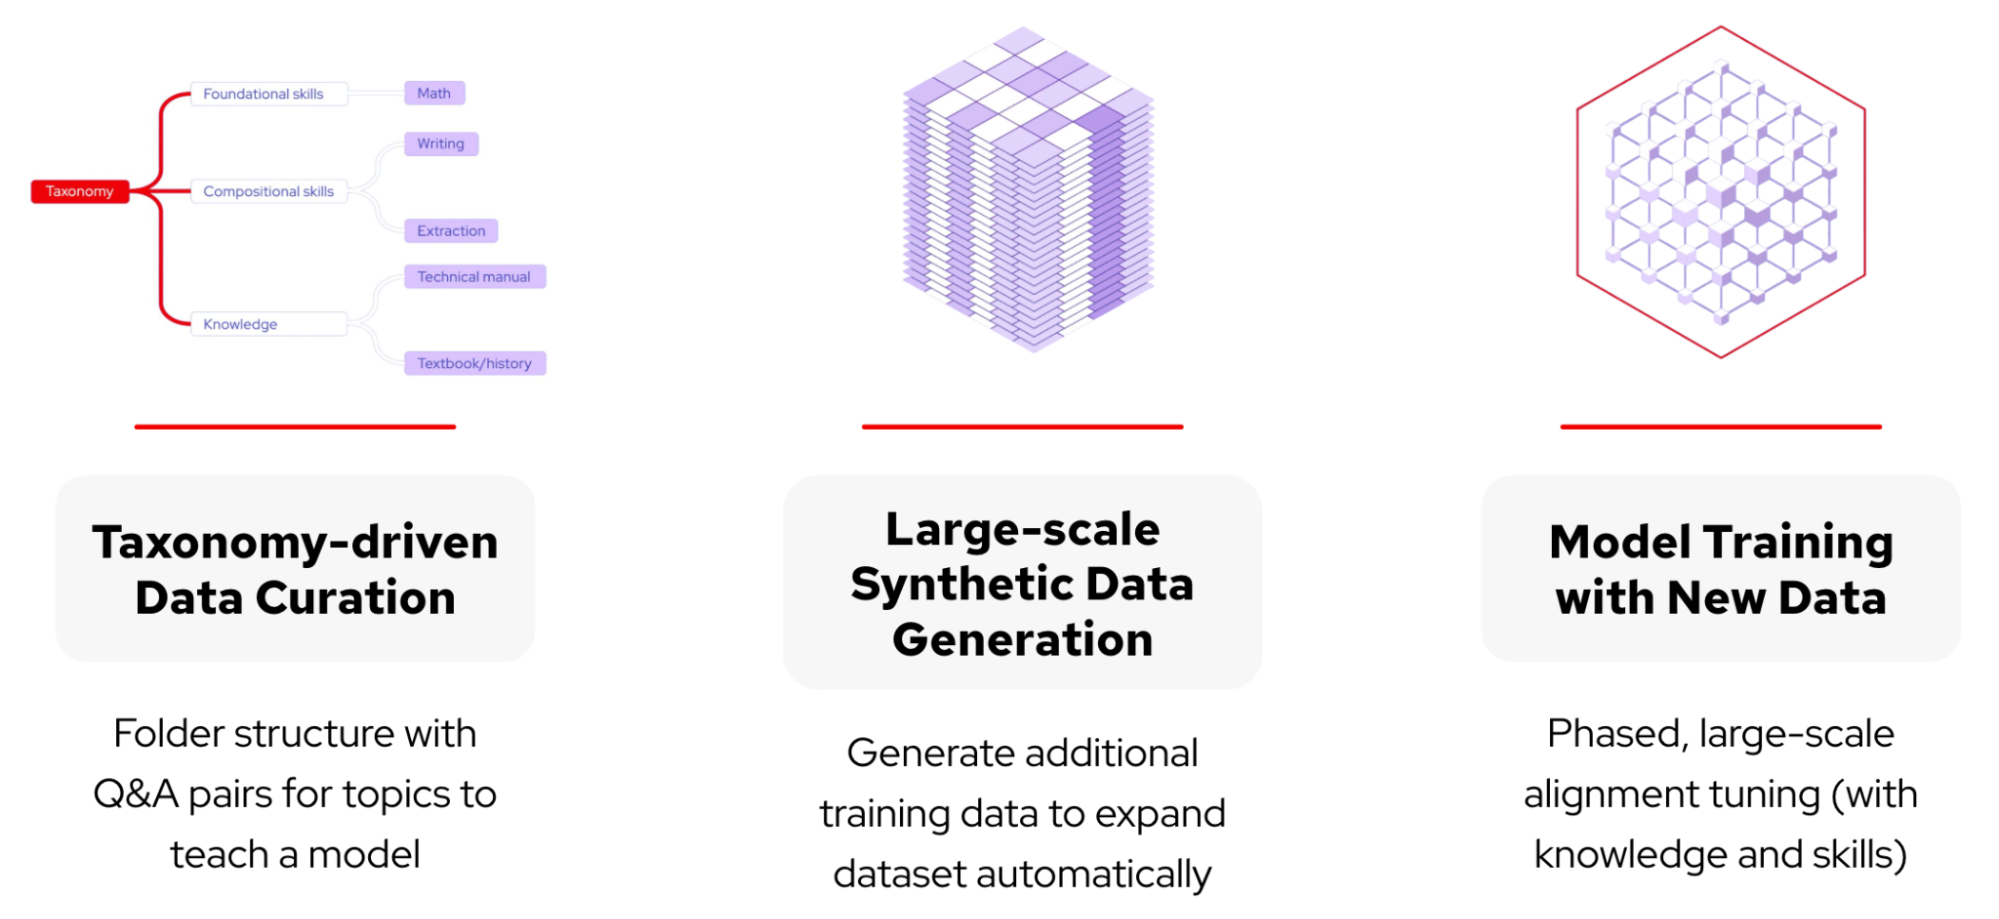 Taxonomy
Foundational skills
Math
Writing
Compositional skills
Extraction
Technical manual
Knowledge
Textbook/history
Taxonomy-driven
Data Curation
Folder structure with
Q&A pairs for topics to
teach a model
Large-scale
Synthetic Data
Generation
Generate additional
training data to expand
dataset automatically
Model Training
with New Data
Phased, large-scale
alignment tuning (with
knowledge and skills)